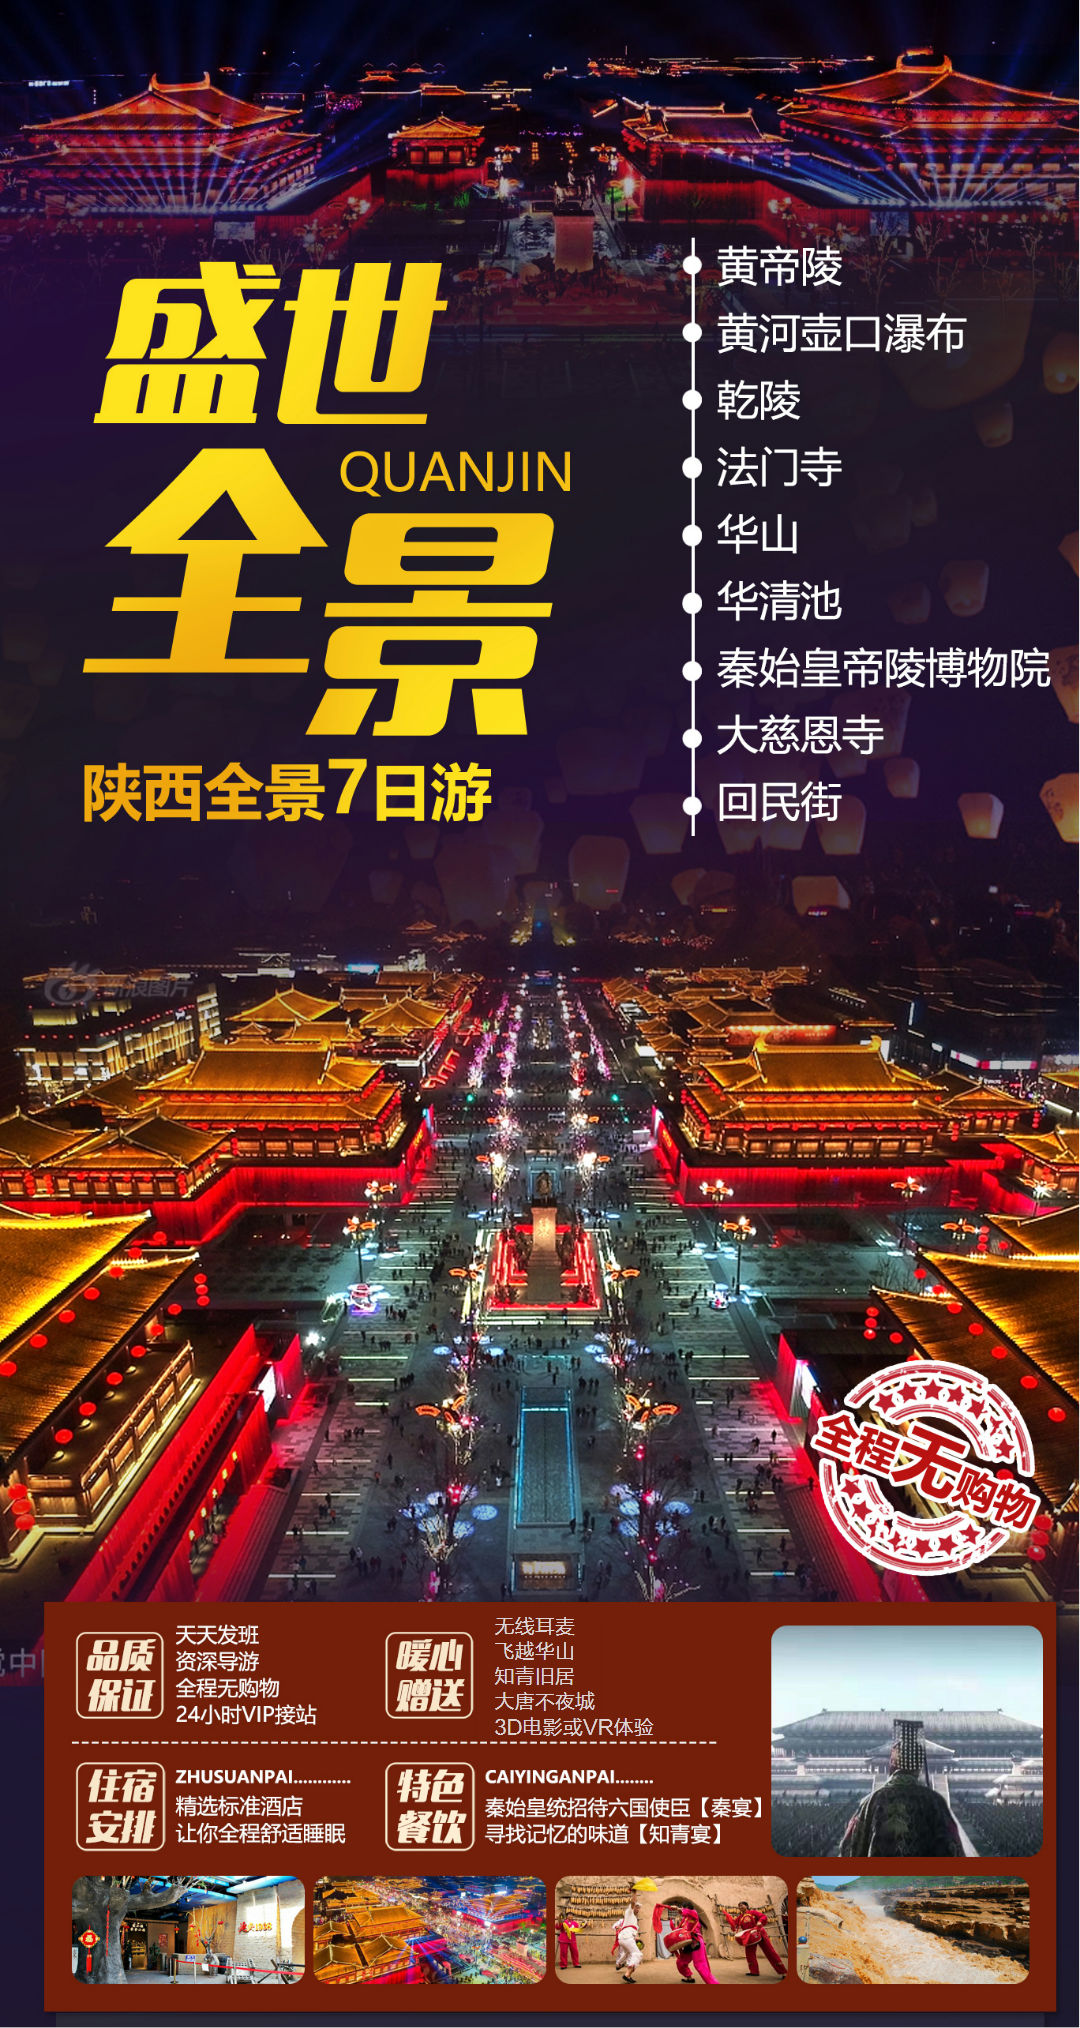 盛世
QUANJIN
全景
陕西全景7日游
黄帝陵
黄河壶口瀑布
乾陵
法门寺
华山
华清池
秦始皇帝陵博物院
大慈恩寺
回民街
全程无购物
品质
保证
天天发班
资深导游
全程无购物
24小时VIP接站
暖心
赠送
无线耳麦
飞越华山
知青旧居
大唐不夜城
3D电影或VR体验
住宿
安排
ZHUSUANPAI............
精选标准酒店
让你全程舒适睡眠
特色
餐饮
CAIYINGANPAI........
秦始皇统招待六国使臣【秦宴】
寻找记忆的味道【知青宴】